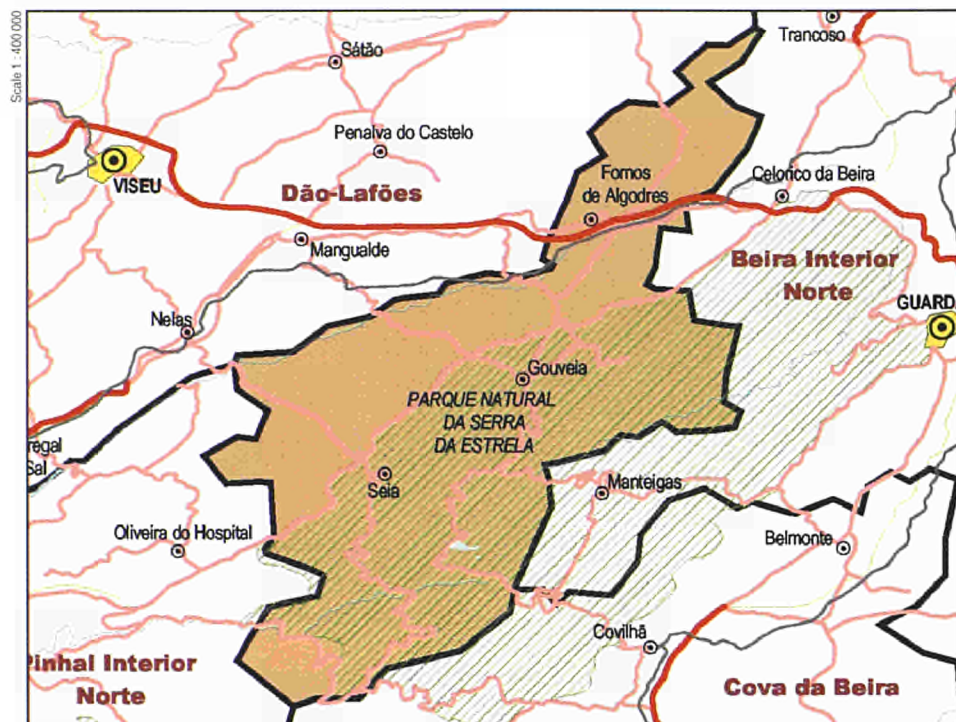 Scale 1 : 400 000
Trancoso
Sátão
Penalva do Castelo
VISEU
Dão-Lafões
Fornos
de Algodres
Celorico da Beira
Mangualde
Beira Interior
Norte
GUARD
Nelas
Gouveia
PARQUE NATURAL
DA SERRA
DA ESTRELA
regal
Sal
Seia
Manteigas
Oliveira do Hospital
Belmonte
Covilhã
Pinhal Interior
Norte
Cova da Beira